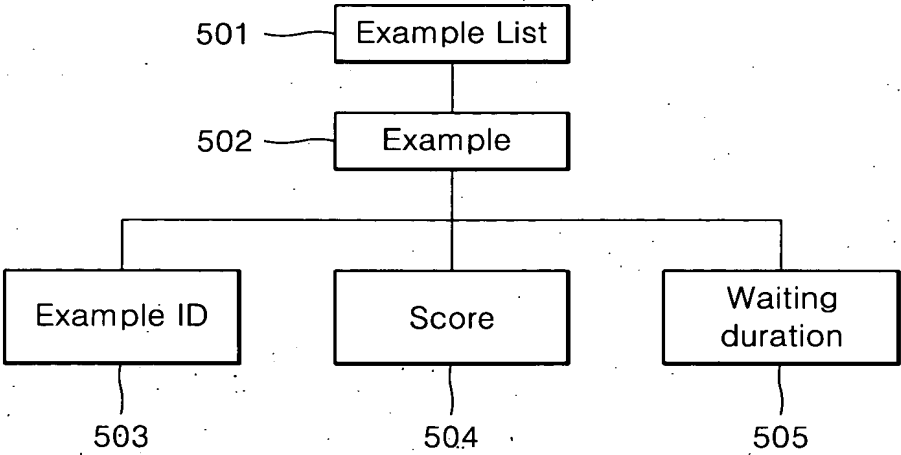 501
Example List
502
Example
Example ID
Score
Waiting
duration
503
504
505